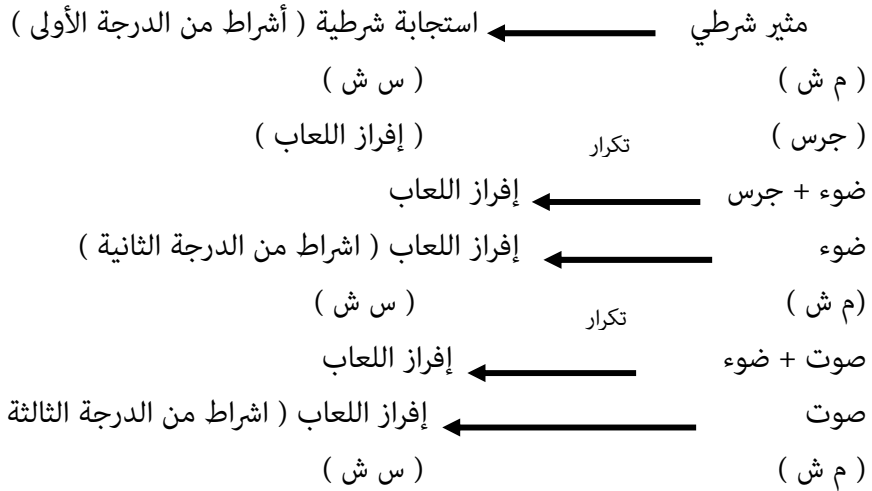 مثير شرطي استجابة شرطية ( أشراط من الدرجة الأولى )
( م ش ) ( س ش )
( جرس ) ( إفراز اللعاب )
تكرار
ضوء + جرس إفراز اللعاب
ضوء إفراز اللعاب ( اشراط من الدرجة الثانية )
(م ش ) ( س ش )
تكرار
صوت + ضوء إفراز اللعاب
صوت إفراز اللعاب ( اشراط من الدرجة الثالثة
( م ش ) ( س ش )